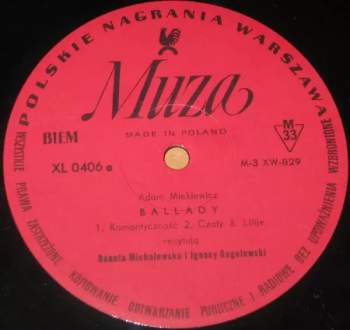 POLSKIE NAGRANIA WARSZAWA
Muza
MADE IN POLAND
BIEM
M
33
XL 0406 a
M-3 XW-829
Adam Mickiewicz
BALLADY
1. Romantyczność 2. Czaty 3. Lilije
recytują
Danuta Michałowska i Ignacy Gogolewski
WSZELKIE PRAWA ZASTRZEŻONE KOPIOWANIE ODTWARZANIE PUBLICZNE I RADIOWE BEZ UPOWAŻNIENIA WZBRONIONE